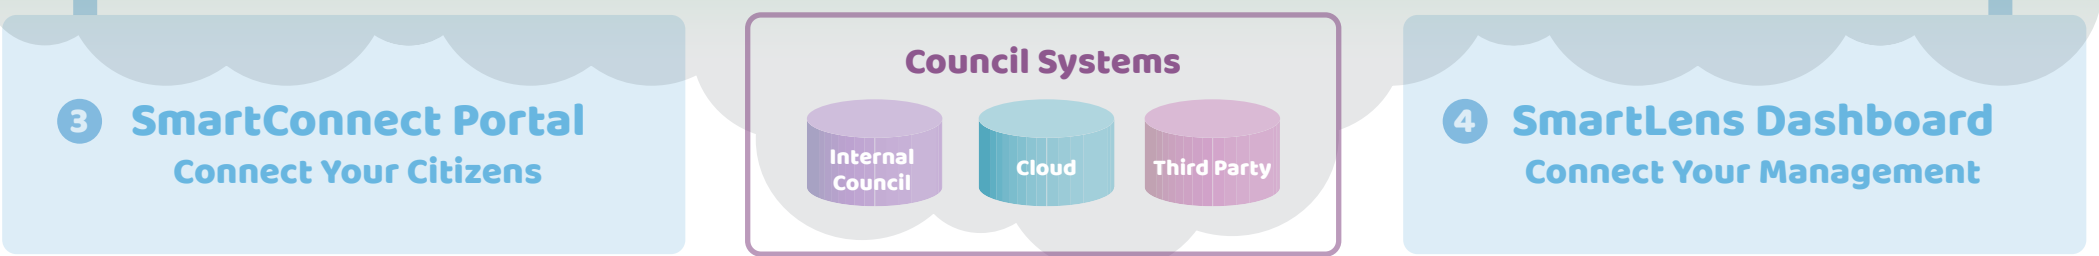 3 SmartConnect Portal
Connect Your Citizens
Council Systems
Internal
Council
Cloud
Third Party
4 SmartLens Dashboard
Connect Your Management